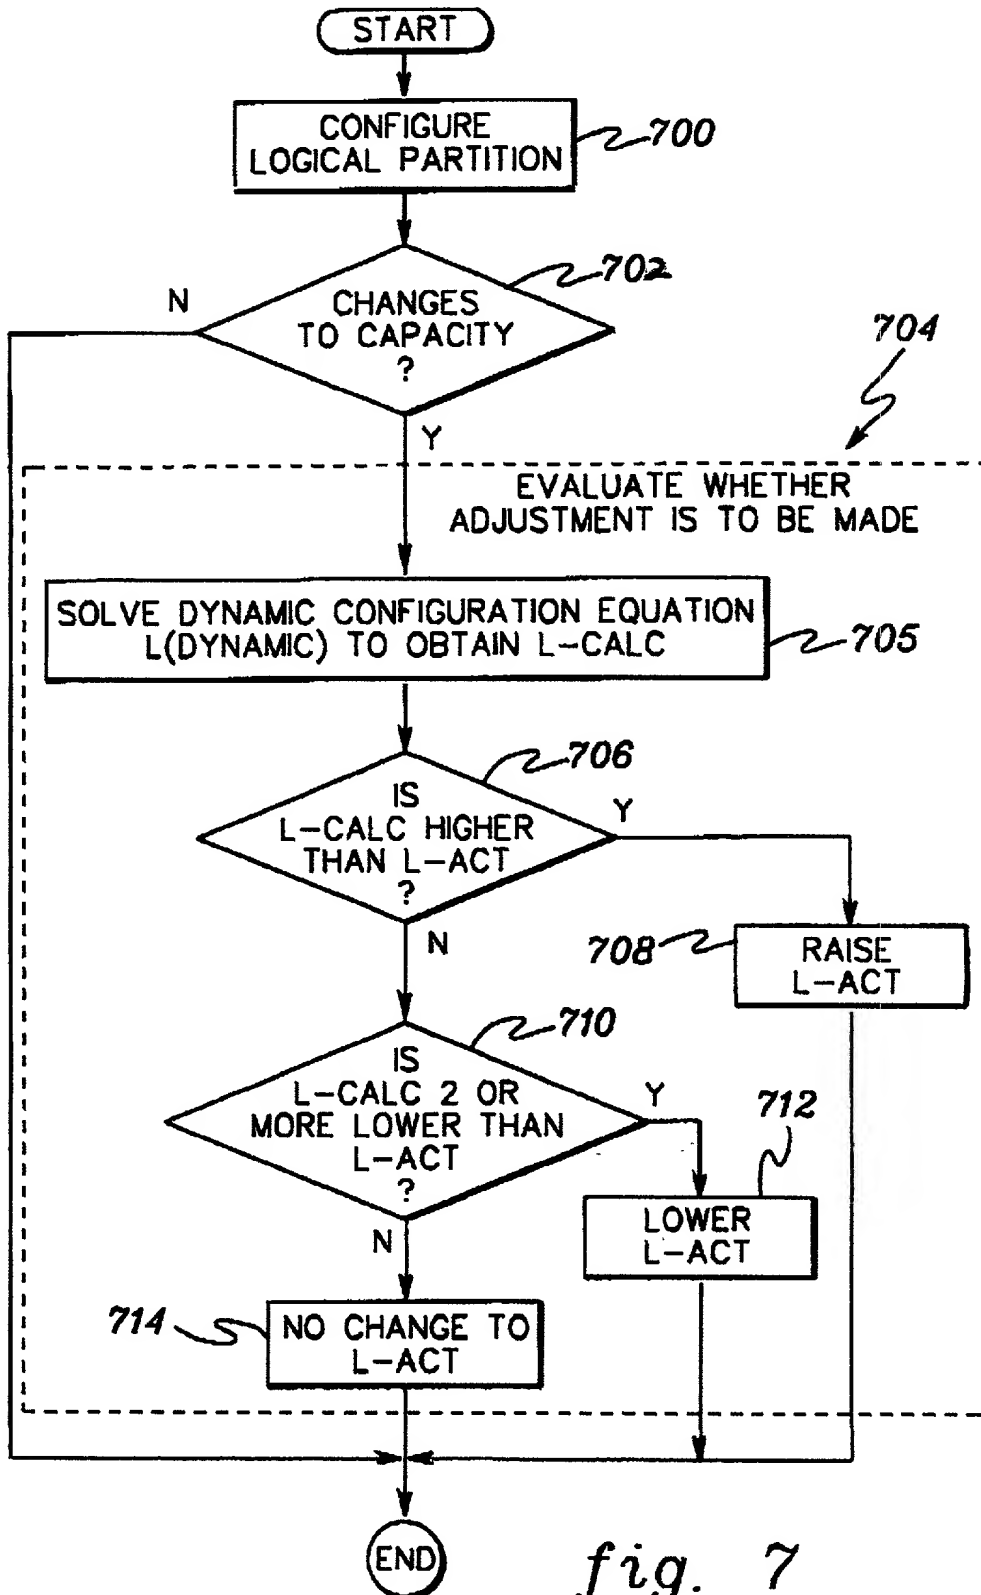 START
CONFIGURE
LOGICAL PARTITION
700
702
N
CHANGES
TO CAPACITY
?
704
Y
EVALUATE WHETHER
ADJUSTMENT IS TO BE MADE
SOLVE DYNAMIC CONFIGURATION EQUATION
L(DYNAMIC) TO OBTAIN L-CALC
705
706
IS
L-CALC HIGHER
THAN L-ACT
?
Y
N
708
RAISE
L-ACT
710
IS
L-CALC 2 OR
MORE LOWER THAN
L-ACT
?
Y
712
N
LOWER
L-ACT
714
NO CHANGE TO
L-ACT
END
fig. 7